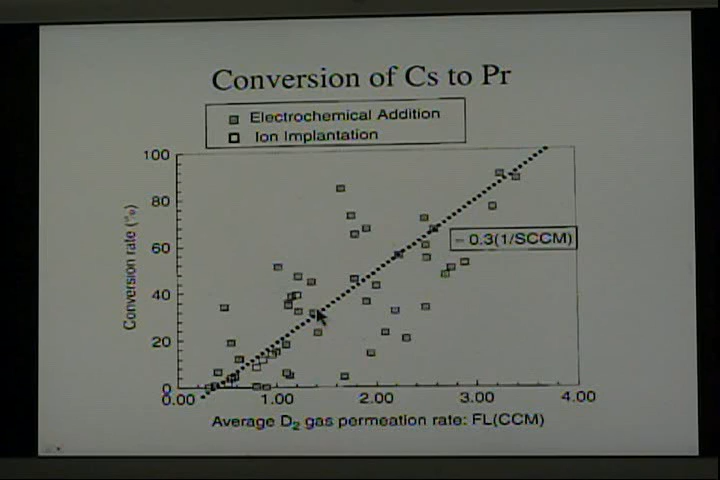 Conversion of Cs to Pr
Electrochemical Addition
Ion Implantation
100
80
60
40
20
0
Conversion rate (%)
~ 0.3(1/SCCM)
0.00 1.00 2.00 3.00 4.00
Average D₂ gas permeation rate: FL(CCM)